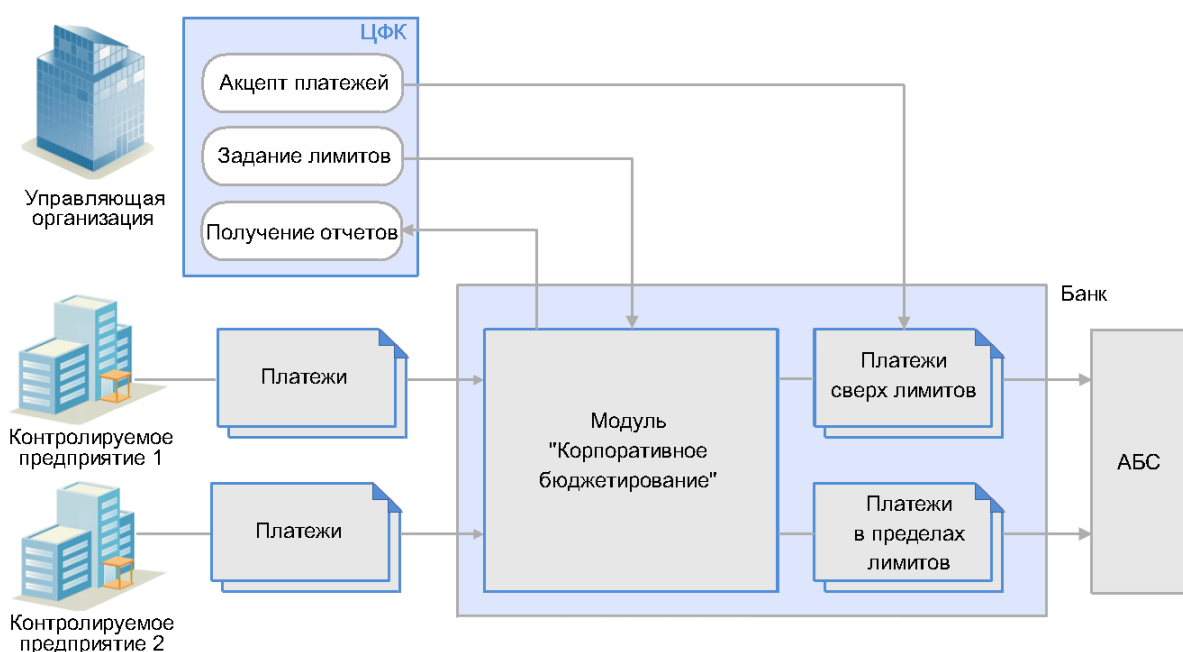 ЦФК
Акцепт платежей
Задание лимитов
Получение отчетов
Управляющая
организация
Банк
Платежи
Контролируемое
предприятие 1
Платежи
Контролируемое
предприятие 2
Модуль
"Корпоративное
бюджетирование"
Платежи
сверх лимитов
Платежи
в пределах
лимитов
АБС